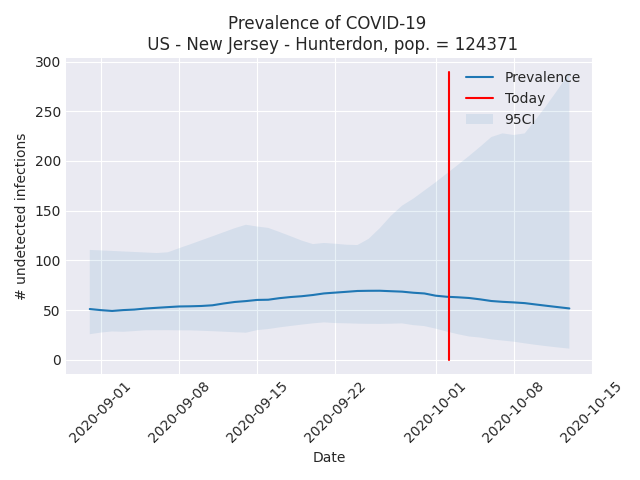 Prevalence of COVID-19
US - New Jersey - Hunterdon, pop. = 124371
300
250
200
150
100
50
0
# undetected infections
Prevalence
Today
95CI
2020-09-01
2020-09-08
2020-09-15
2020-09-22
2020-10-01
2020-10-08
2020-10-15
Date